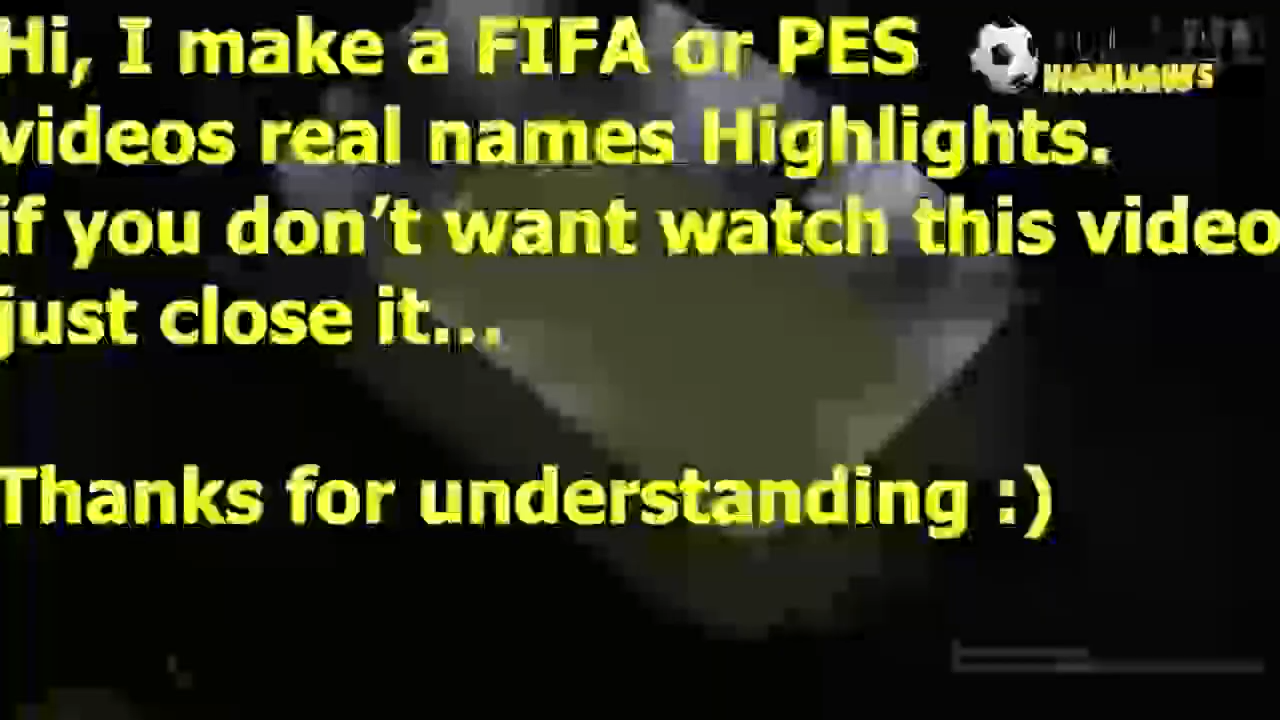 Hi, I make a FIFA or PES
HIGHLIGHTS
videos real names Highlights.
if you don't want watch this video
just close it...
Thanks for understanding :)